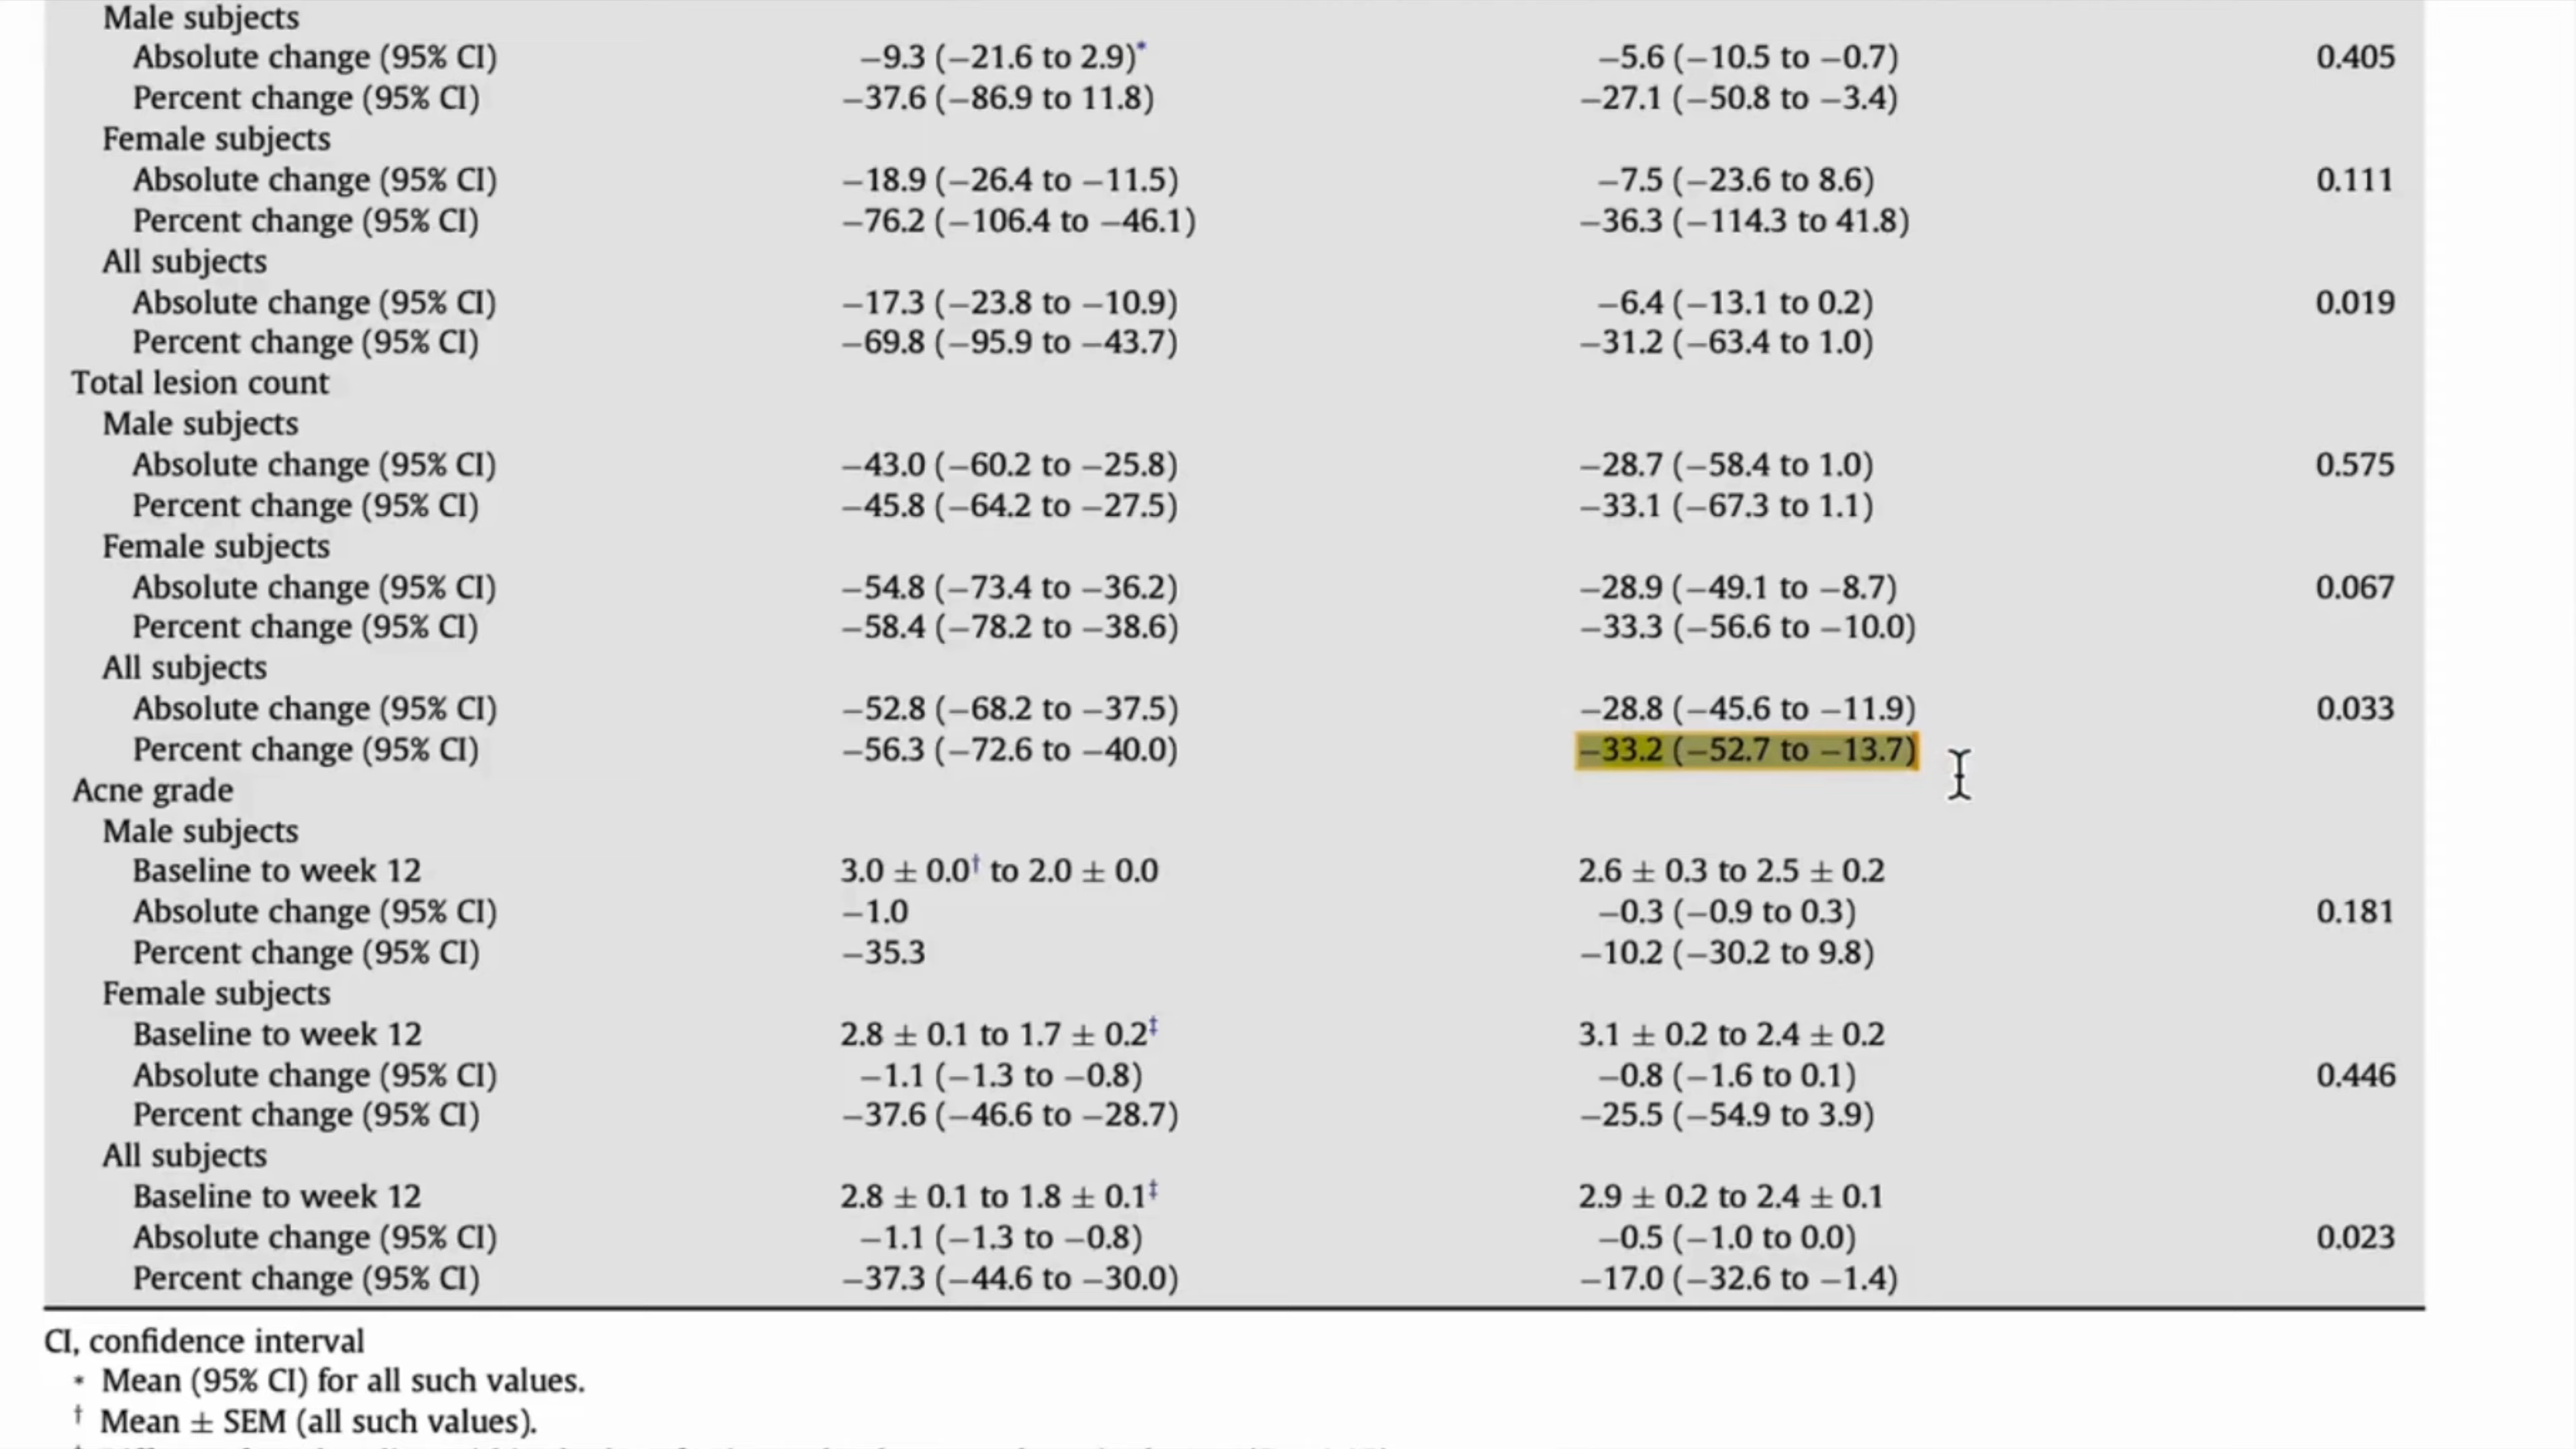 Male subjects
Absolute change (95% CI) −9.3 (−21.6 to 2.9)* −5.6 (−10.5 to −0.7) 0.405
Percent change (95% CI) −37.6 (−86.9 to 11.8) −27.1 (−50.8 to −3.4)
Female subjects
Absolute change (95% CI) −18.9 (−26.4 to −11.5) −7.5 (−23.6 to 8.6) 0.111
Percent change (95% CI) −76.2 (−106.4 to −46.1) −36.3 (−114.3 to 41.8)
All subjects
Absolute change (95% CI) −17.3 (−23.8 to −10.9) −6.4 (−13.1 to 0.2) 0.019
Percent change (95% CI) −69.8 (−95.9 to −43.7) −31.2 (−63.4 to 1.0)
Total lesion count
Male subjects
Absolute change (95% CI) −43.0 (−60.2 to −25.8) −28.7 (−58.4 to 1.0) 0.575
Percent change (95% CI) −45.8 (−64.2 to −27.5) −33.1 (−67.3 to 1.1)
Female subjects
Absolute change (95% CI) −54.8 (−73.4 to −36.2) −28.9 (−49.1 to −8.7) 0.067
Percent change (95% CI) −58.4 (−78.2 to −38.6) −33.3 (−56.6 to −10.0)
All subjects
Absolute change (95% CI) −52.8 (−68.2 to −37.5) −28.8 (−45.6 to −11.9) 0.033
Percent change (95% CI) −56.3 (−72.6 to −40.0) −33.2 (−52.7 to −13.7)
Acne grade
Male subjects
Baseline to week 12 3.0 ± 0.0† to 2.0 ± 0.0 2.6 ± 0.3 to 2.5 ± 0.2
Absolute change (95% CI) −1.0 −0.3 (−0.9 to 0.3) 0.181
Percent change (95% CI) −35.3 −10.2 (−30.2 to 9.8)
Female subjects
Baseline to week 12 2.8 ± 0.1 to 1.7 ± 0.2‡ 3.1 ± 0.2 to 2.4 ± 0.2
Absolute change (95% CI) −1.1 (−1.3 to −0.8) −0.8 (−1.6 to 0.1) 0.446
Percent change (95% CI) −37.6 (−46.6 to −28.7) −25.5 (−54.9 to 3.9)
All subjects
Baseline to week 12 2.8 ± 0.1 to 1.8 ± 0.1‡ 2.9 ± 0.2 to 2.4 ± 0.1
Absolute change (95% CI) −1.1 (−1.3 to −0.8) −0.5 (−1.0 to 0.0) 0.023
Percent change (95% CI) −37.3 (−44.6 to −30.0) −17.0 (−32.6 to −1.4)
CI, confidence interval
* Mean (95% CI) for all such values.
† Mean ± SEM (all such values).